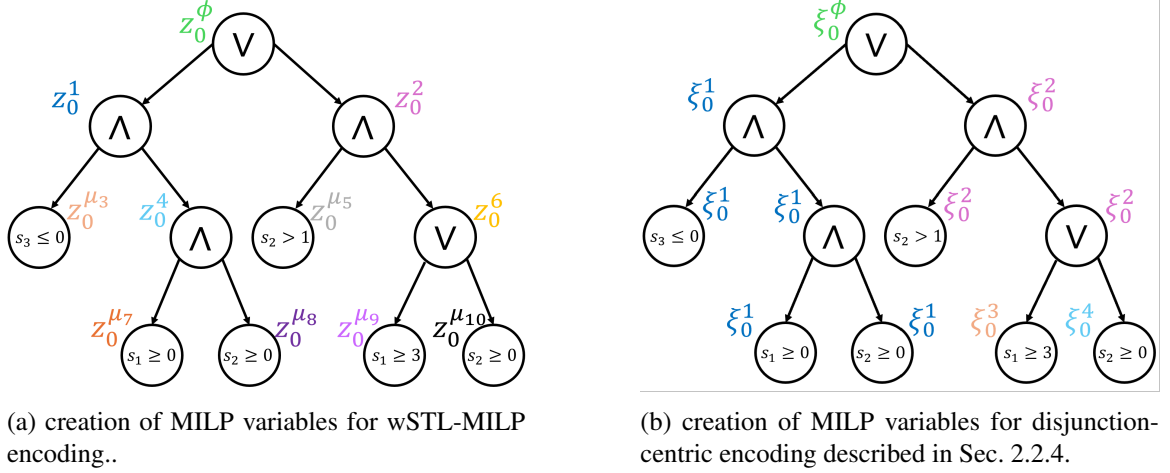 z_0^ϕ
∨
z_0^1
∧
z_0^2
∧
z_0^{μ_3}
s_3 ≤ 0
z_0^4
∧
z_0^{μ_5}
s_2 > 1
z_0^6
∨
z_0^{μ_7}
s_1 ≥ 0
z_0^{μ_8}
s_2 ≥ 0
z_0^{μ_9}
s_1 ≥ 3
z_0^{μ_{10}}
s_2 ≥ 0
(a) creation of MILP variables for wSTL-MILP
encoding..
ξ_0^ϕ
∨
ξ_0^1
∧
ξ_0^2
∧
ξ_0^1
s_3 ≤ 0
ξ_0^1
∧
ξ_0^2
s_2 > 1
ξ_0^2
∨
ξ_0^1
s_1 ≥ 0
ξ_0^1
s_2 ≥ 0
ξ_0^3
s_1 ≥ 3
ξ_0^4
s_2 ≥ 0
(b) creation of MILP variables for disjunction-
centric encoding described in Sec. 2.2.4.